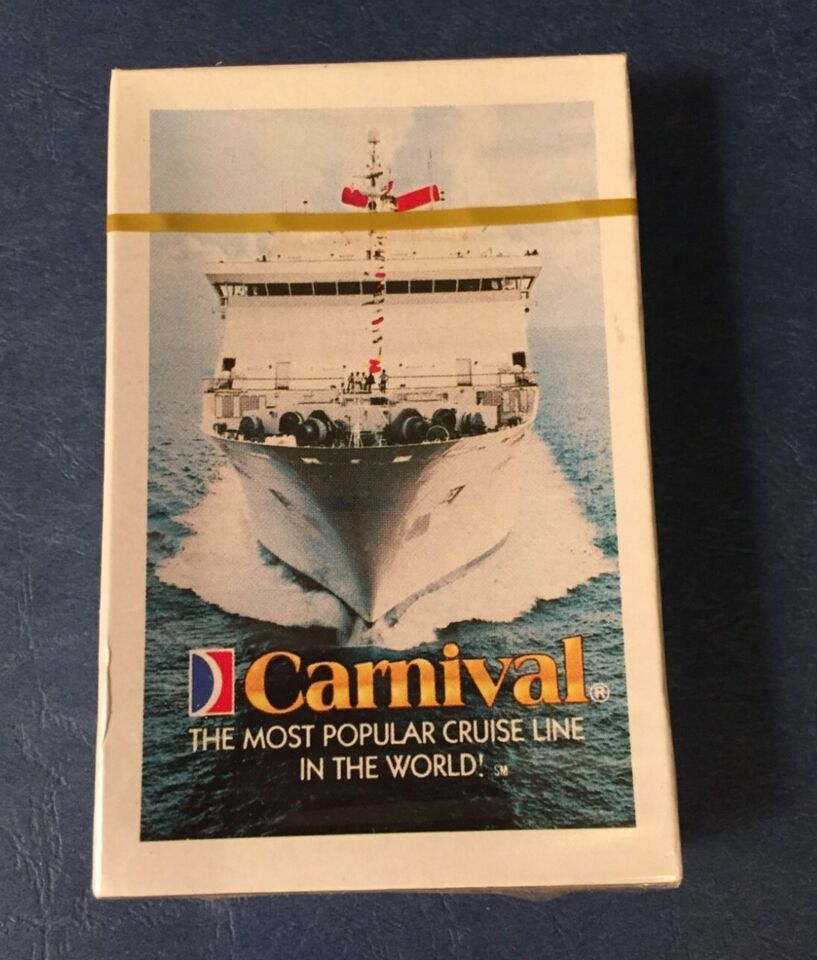 Carnival®
THE MOST POPULAR CRUISE LINE
IN THE WORLD! SM